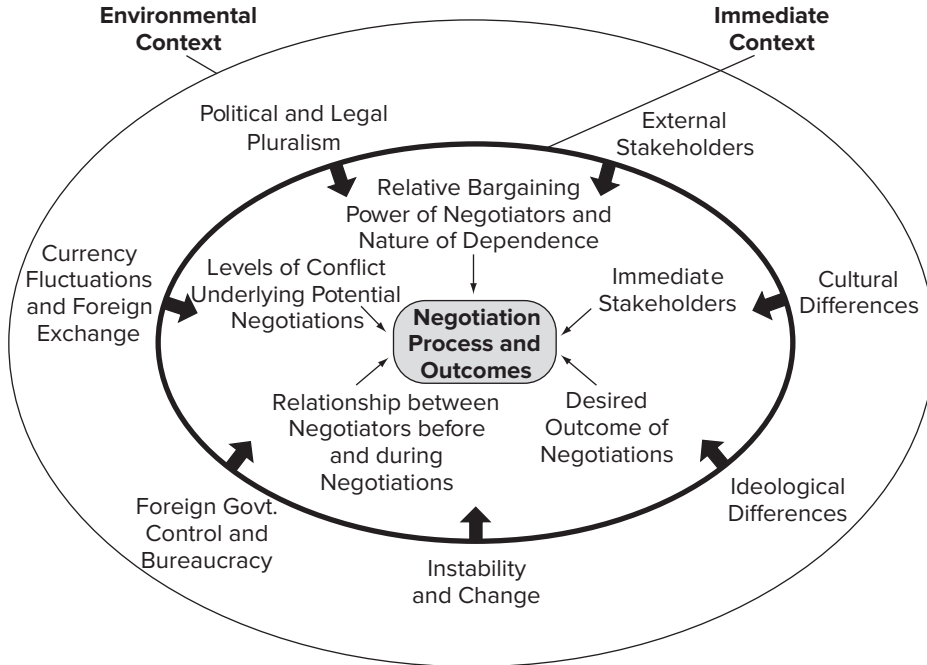 Environmental
Context
Immediate
Context
Political and Legal
Pluralism
External
Stakeholders
Relative Bargaining
Power of Negotiators and
Nature of Dependence
Currency
Fluctuations
and Foreign
Exchange
Levels of Conflict
Underlying Potential
Negotiations
Immediate
Stakeholders
Cultural
Differences
Negotiation
Process and
Outcomes
Relationship between
Negotiators before
and during
Negotiations
Desired
Outcome of
Negotiations
Foreign Govt.
Control and
Bureaucracy
Instability
and Change
Ideological
Differences